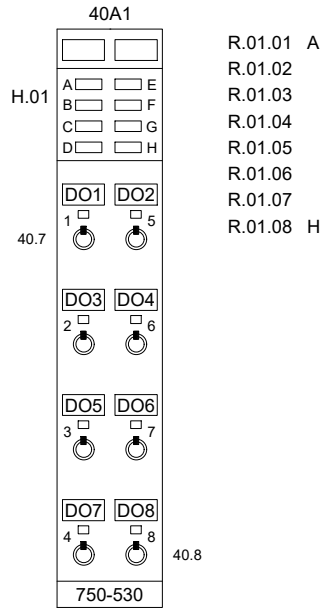 40A1
R.01.01 A
R.01.02
R.01.03
R.01.04
R.01.05
R.01.06
R.01.07
R.01.08 H
H.01
A E
B F
C G
D H
DO1 DO2
1 5
40.7
DO3 DO4
2 6
DO5 DO6
3 7
DO7 DO8
4 8
40.8
750-530